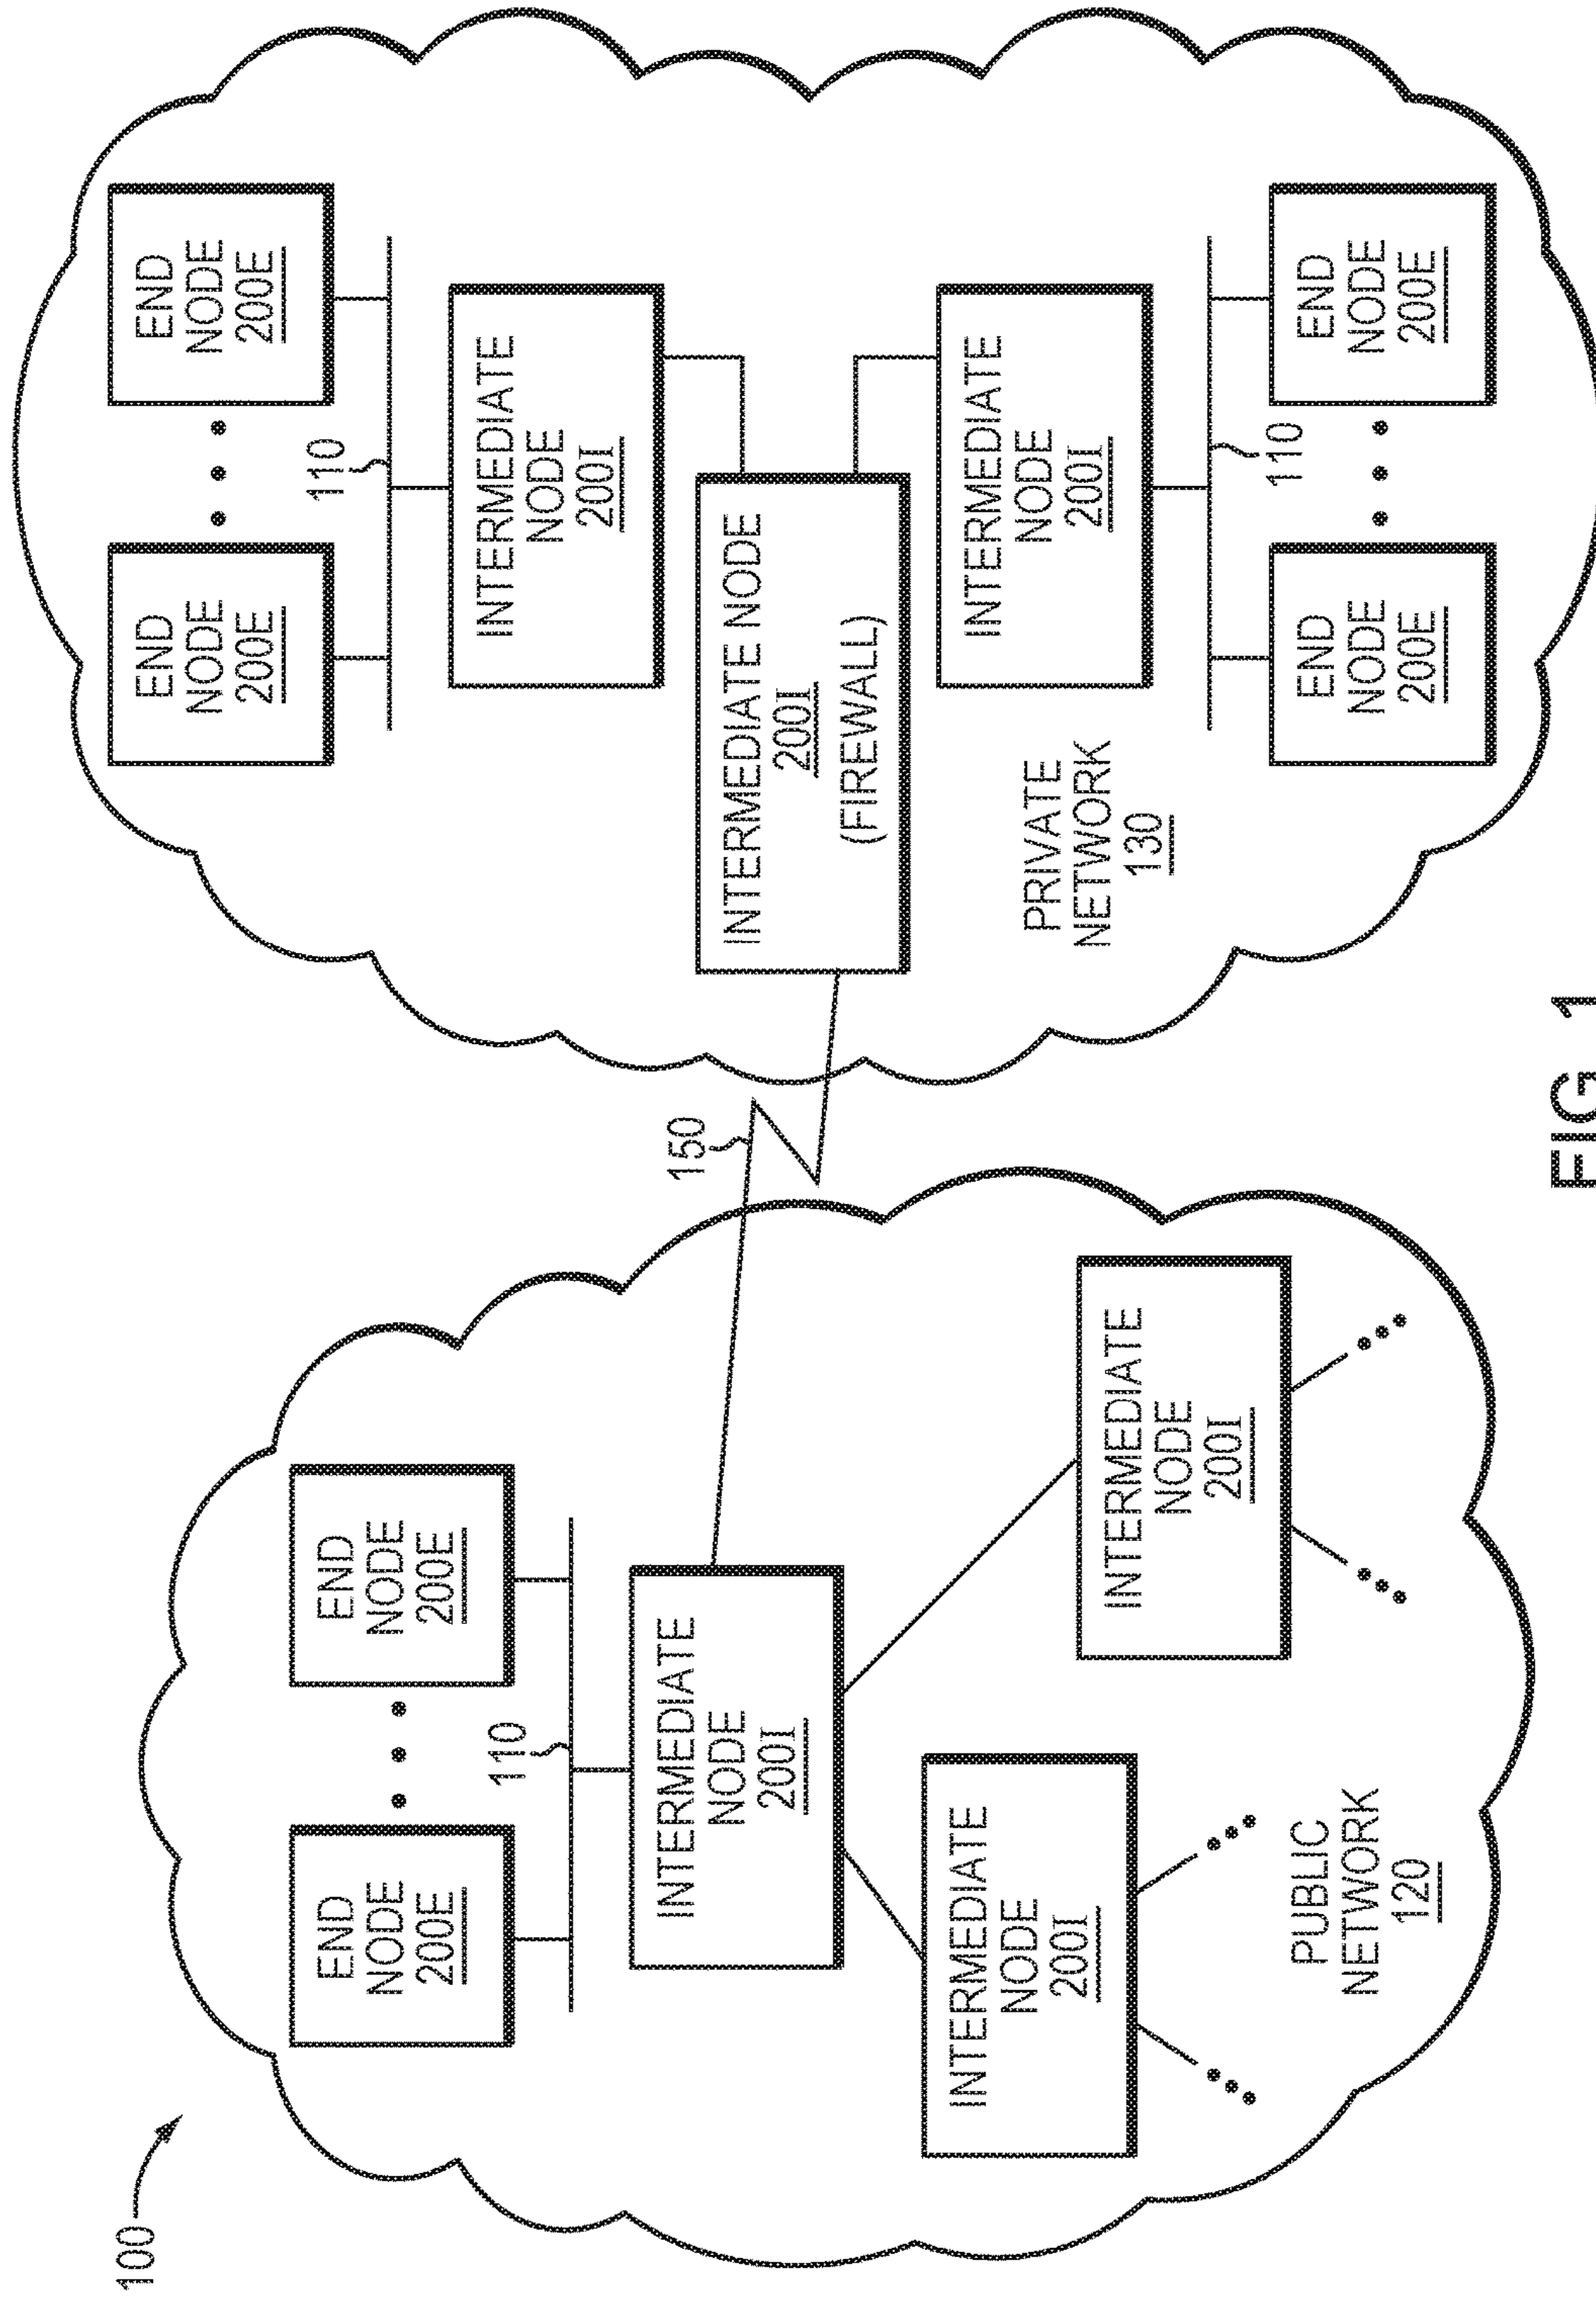 100
END
NODE
200E
END
NODE
200E
110
INTERMEDIATE
NODE
200I
INTERMEDIATE
NODE
200I
INTERMEDIATE
NODE
200I
PUBLIC
NETWORK
120
150
END
NODE
200E
END
NODE
200E
110
INTERMEDIATE
NODE
200I
INTERMEDIATE NODE
200I
(FIREWALL)
INTERMEDIATE
NODE
200I
PRIVATE
NETWORK
130
110
END
NODE
200E
END
NODE
200E
FIG. 1